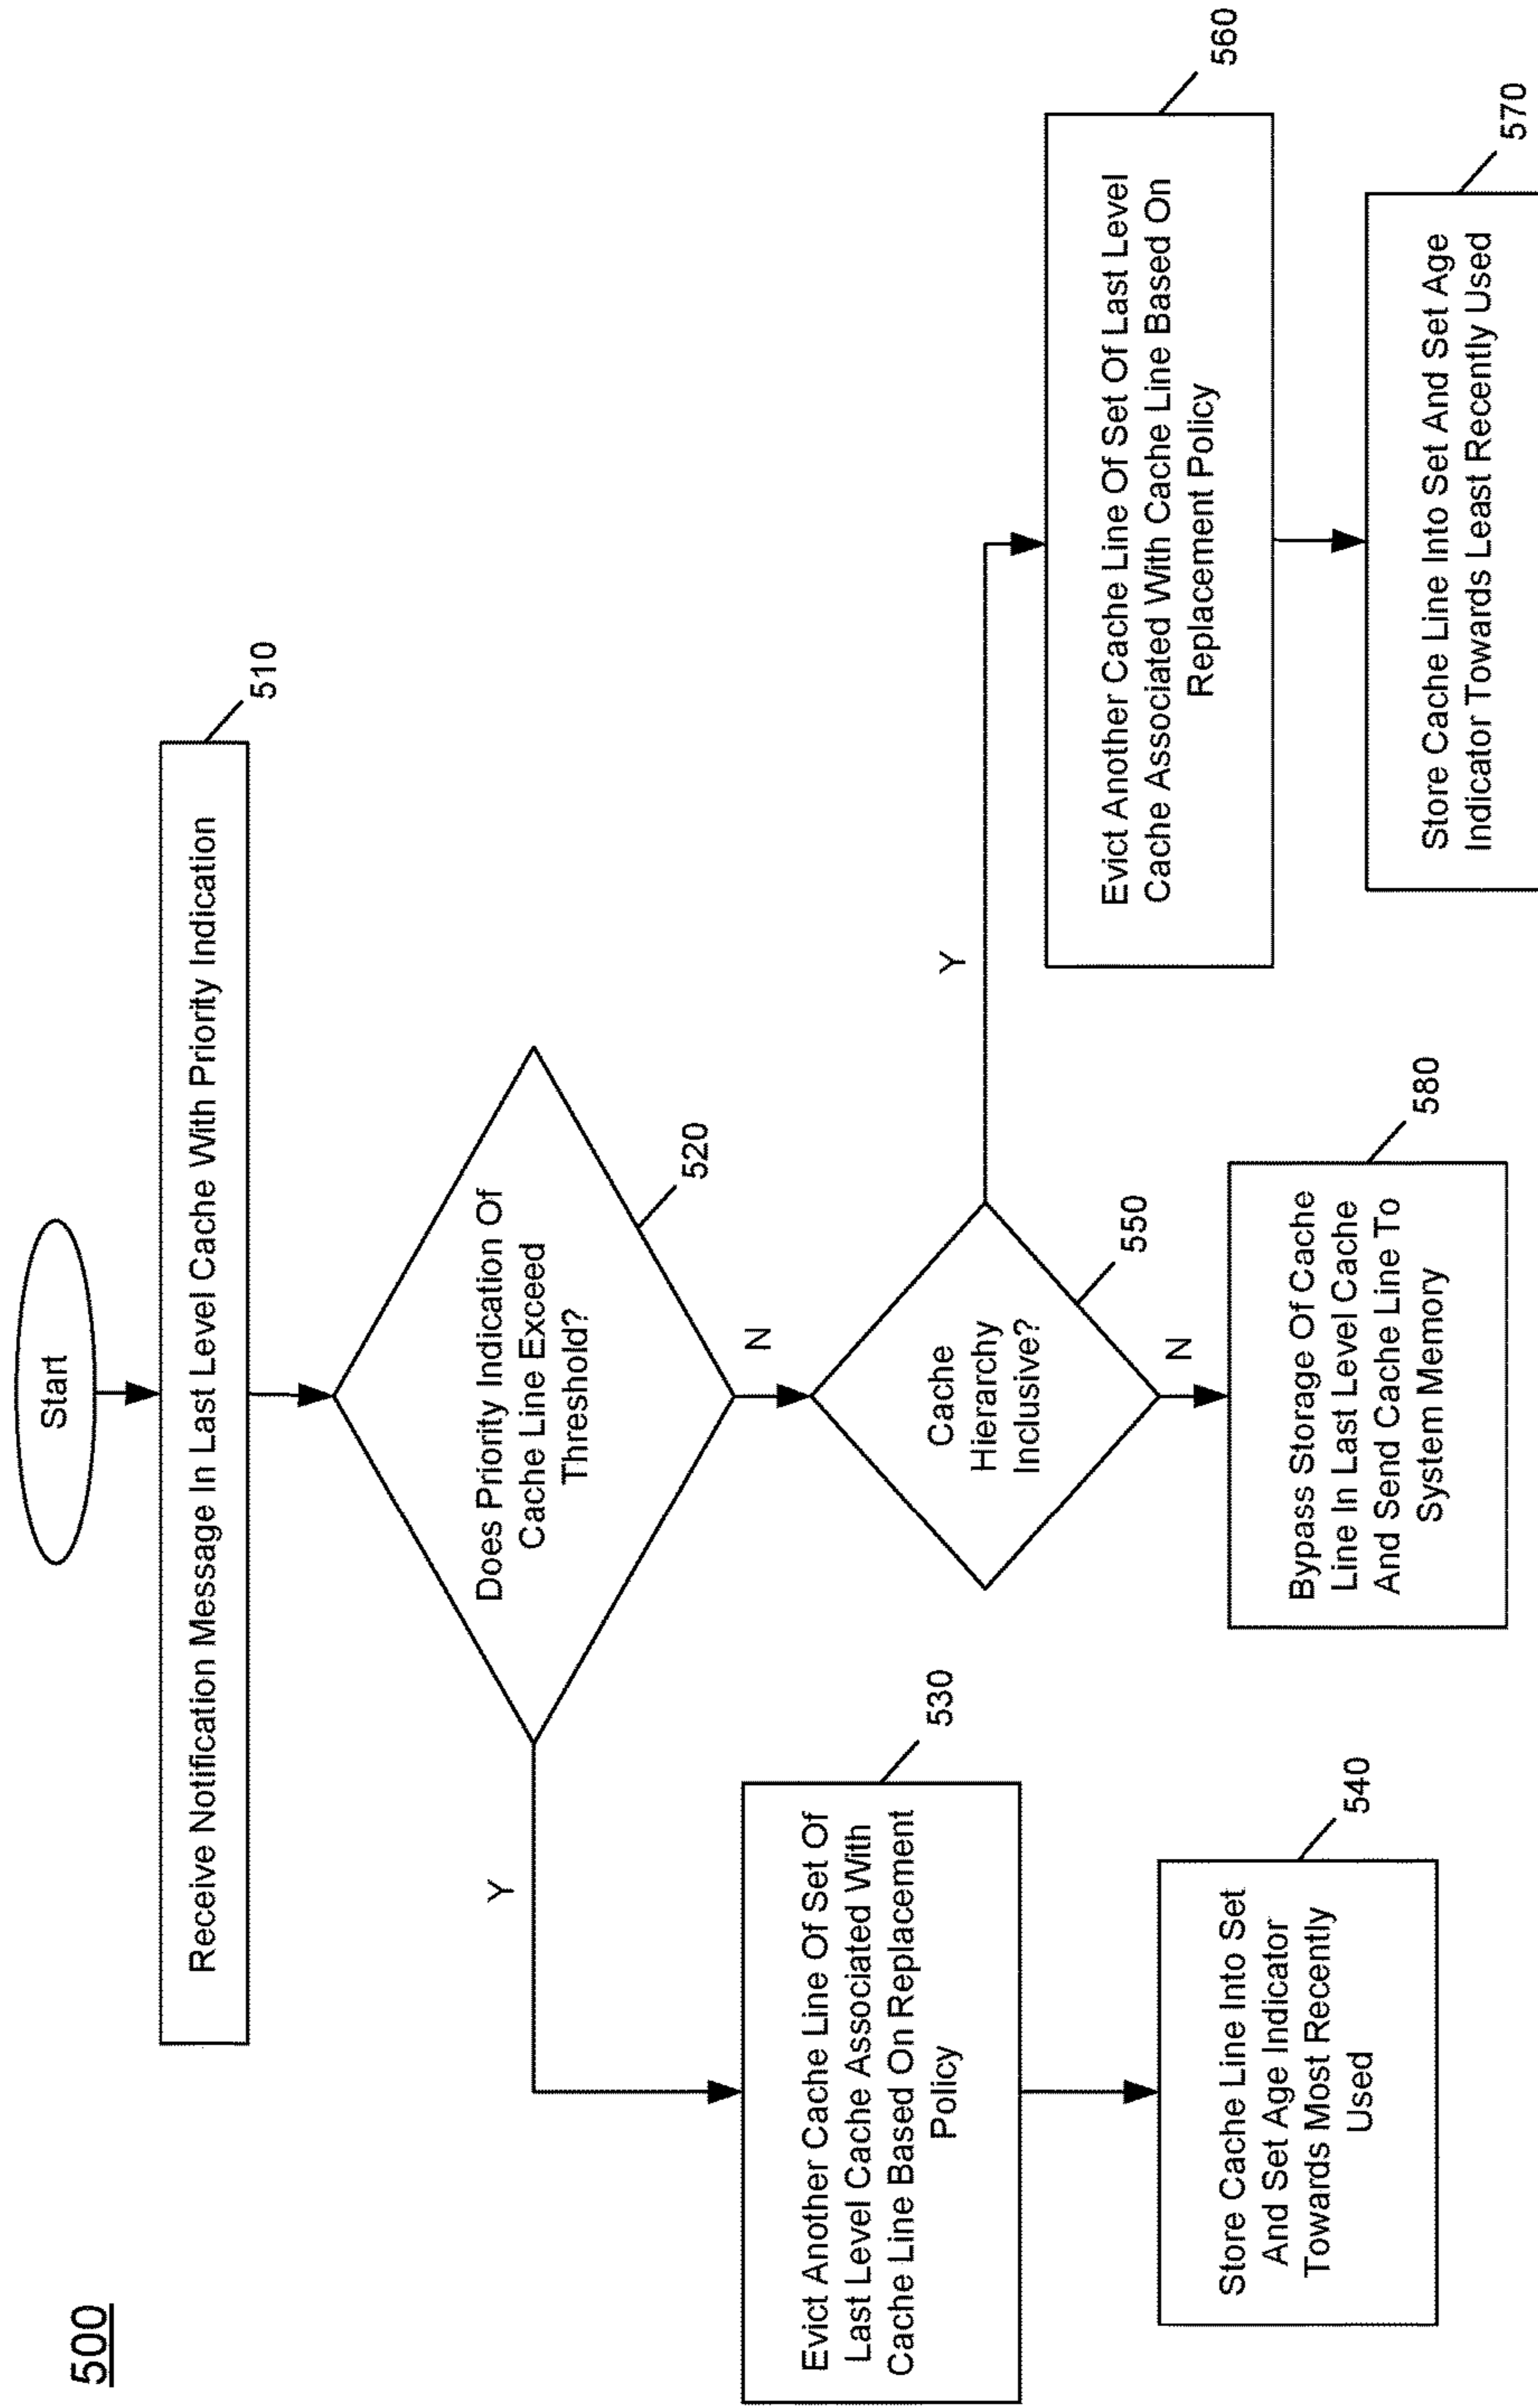 500
Start
Receive Notification Message In Last Level Cache With Priority Indication
510
Does Priority Indication Of
Cache Line Exceed
Threshold?
520
Y
N
Evict Another Cache Line Of Set Of
Last Level Cache Associated With
Cache Line Based On Replacement
Policy
530
Store Cache Line Into Set
And Set Age Indicator
Towards Most Recently
Used
540
Cache
Hierarchy
Inclusive?
550
Y
N
Evict Another Cache Line Of Set Of Last Level
Cache Associated With Cache Line Based On
Replacement Policy
560
Store Cache Line Into Set And Set Age
Indicator Towards Least Recently Used
570
Bypass Storage Of Cache
Line In Last Level Cache
And Send Cache Line To
System Memory
580